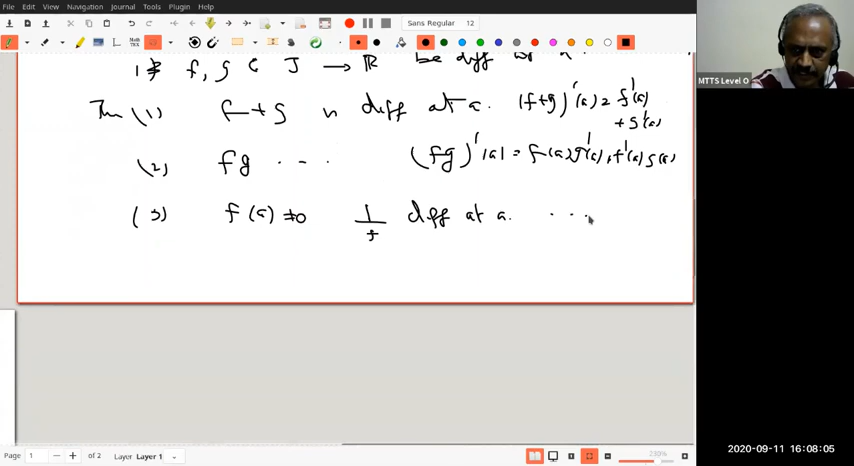 File Edit View Navigation Journal Tools Plugin Help
Sans Regular 12
f, g : J → ℝ be diff at a.
MTTS Level O
Then (1) f + g is diff at a. (f+g)'(a) = f'(a) + g'(a)
(2) fg . - . (fg)'(a) = f(a)g'(a) + f'(a)g(a)
(3) f(a) ≠ 0 1/f diff at a. . . .
2020-09-11 16:08:05
Page 1 of 2 Layer Layer 1 230%